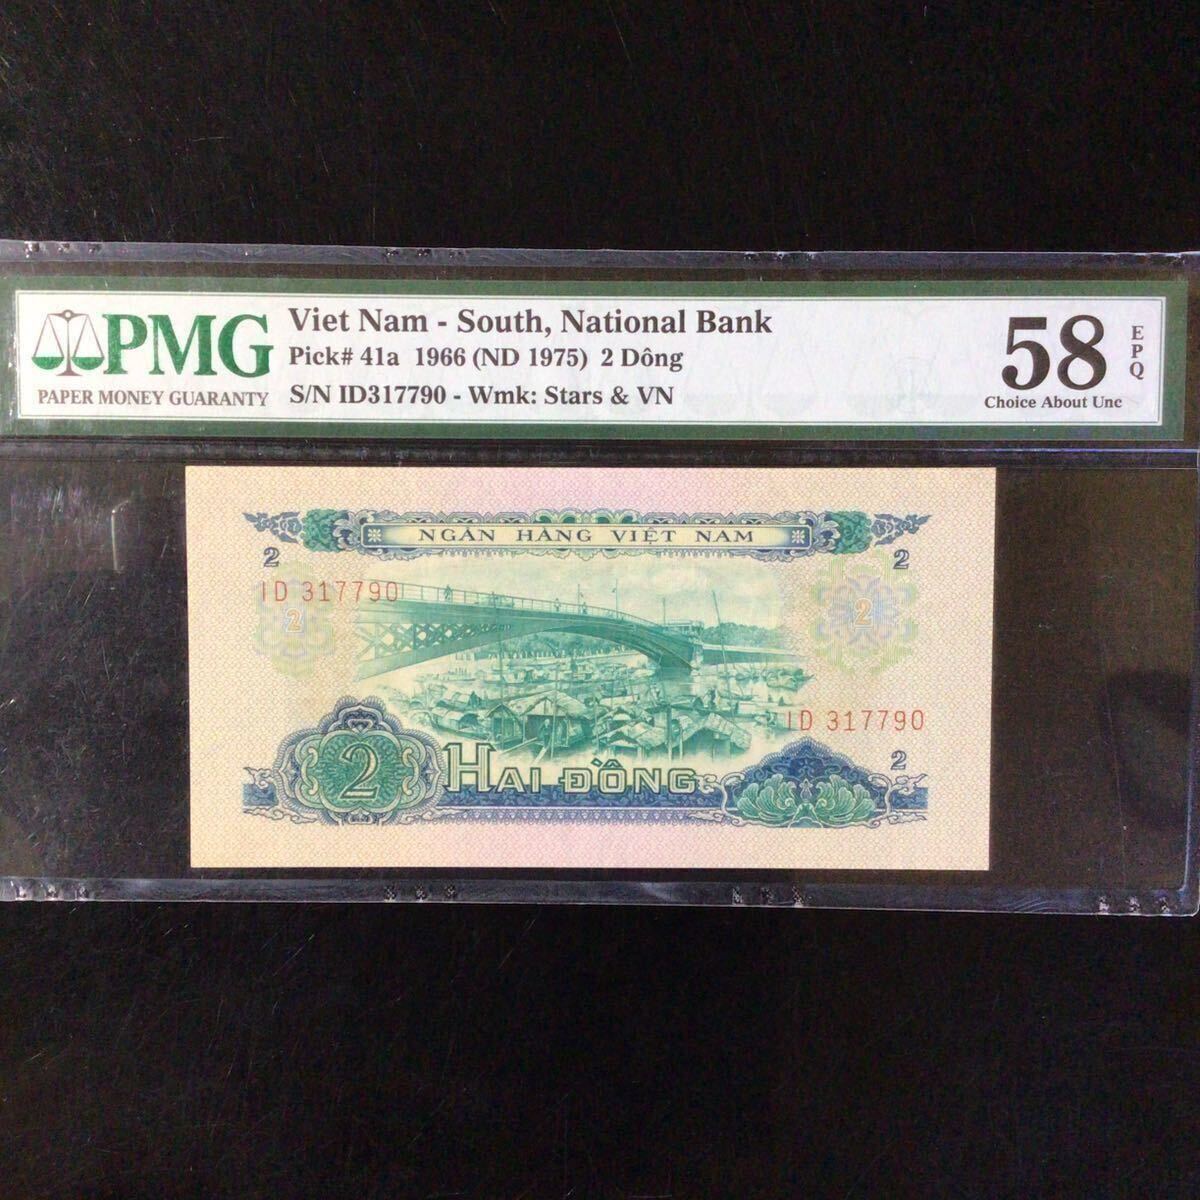 PMG
PAPER MONEY GUARANTY
Viet Nam - South, National Bank
Pick# 41a 1966 (ND 1975) 2 Dông
S/N ID317790 - Wmk: Stars & VN
58
EPQ
Choice About Unc
NGÂN HÀNG VIỆT NAM
2
2
ID 317790
2
2
ID 317790
2
2
HAI ĐỒNG